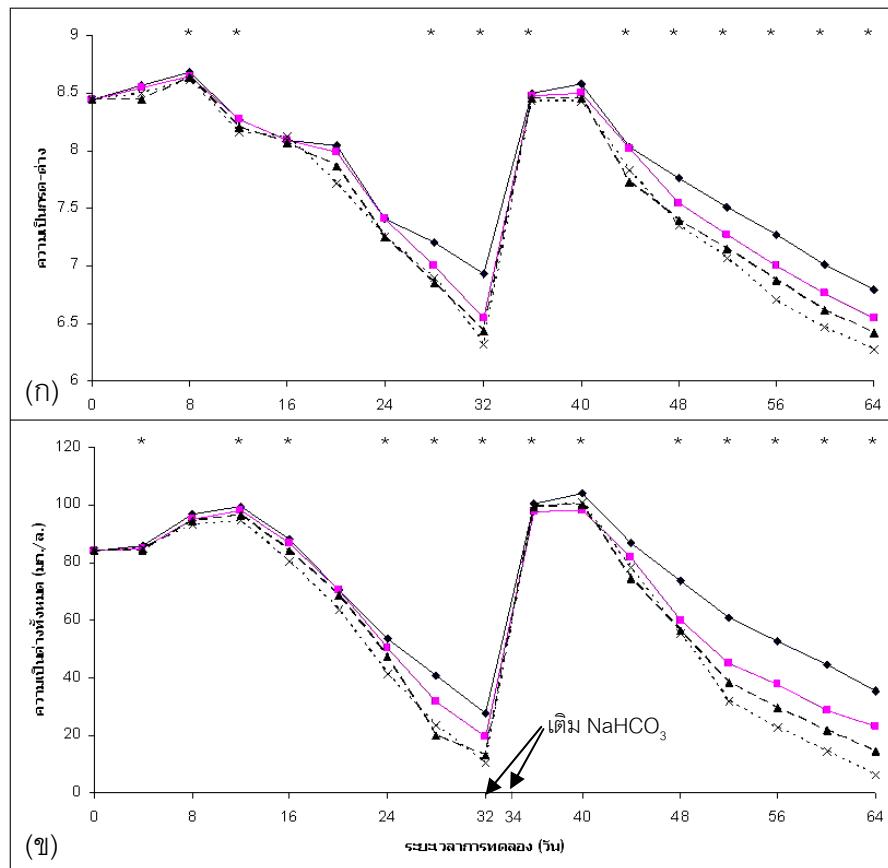 * * * * * * * * * * *
9
8.5
8
7.5
7
6.5
6
ความเป็นกรด-ด่าง
(ก)
0 8 16 24 32 40 48 56 64
* * * * * * * * * * * * *
120
100
80
60
40
20
0
ความเป็นด่างทั้งหมด (มก./ล.)
เติม NaHCO₃
0 8 16 24 32 34 40 48 56 64
(ข)
ระยะเวลาการทดลอง (วัน)